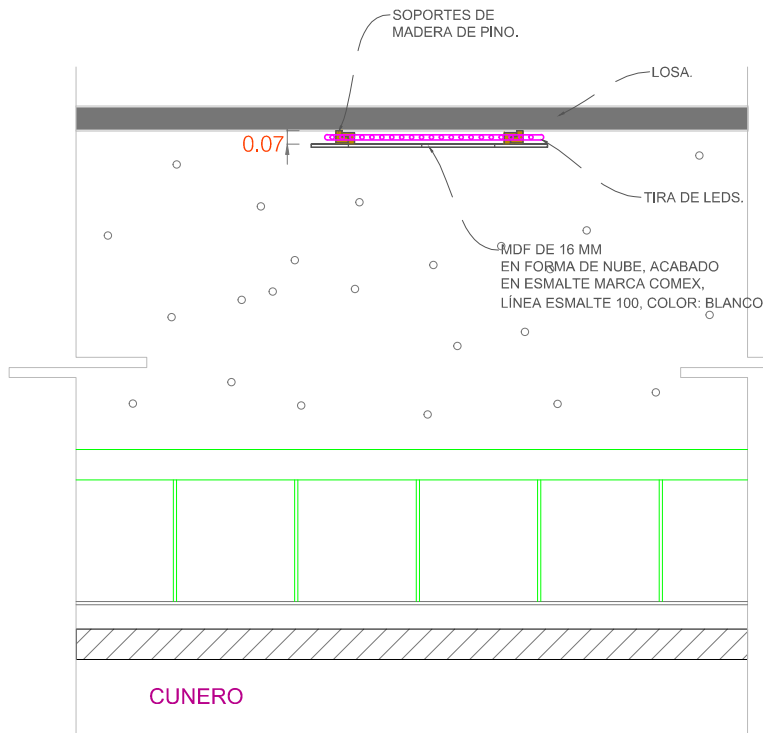 SOPORTES DE
MADERA DE PINO.
LOSA.
0.07
TIRA DE LEDS.
MDF DE 16 MM
EN FORMA DE NUBE, ACABADO
EN ESMALTE MARCA COMEX,
LÍNEA ESMALTE 100, COLOR: BLANCO
CUNERO